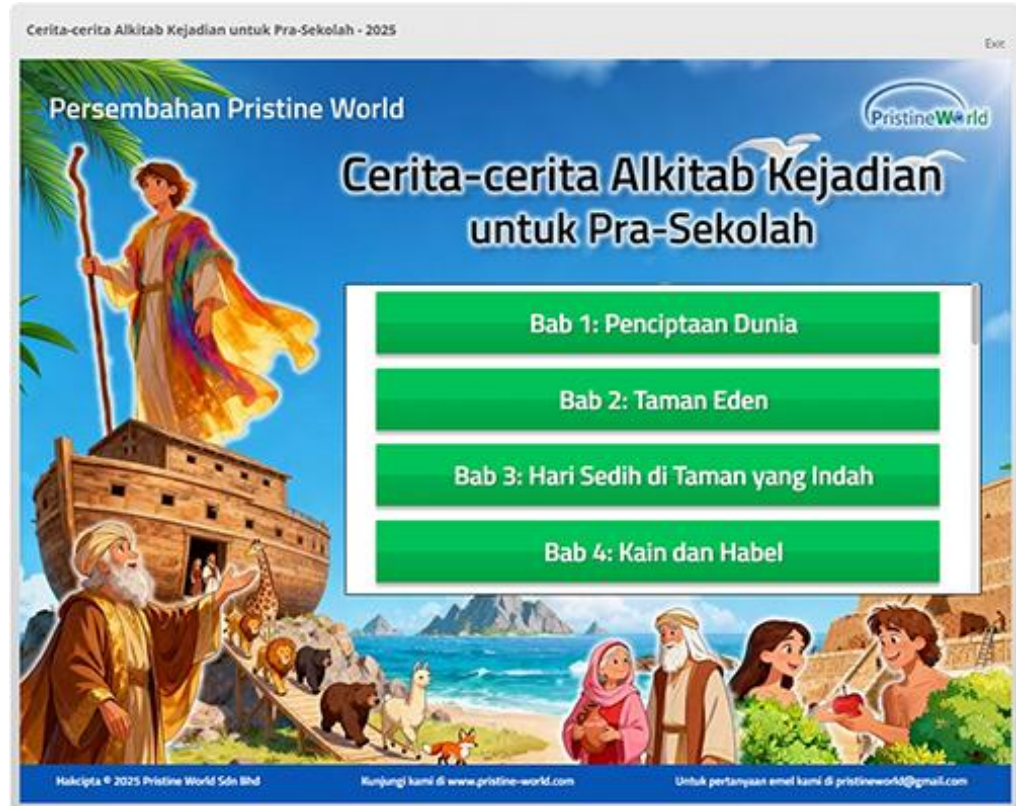 Cerita-cerita Alkitab Kejadian untuk Pra-Sekolah - 2025
Exit
Persembahan Pristine World
PristineWorld
Cerita-cerita Alkitab Kejadian
untuk Pra-Sekolah
Bab 1: Penciptaan Dunia
Bab 2: Taman Eden
Bab 3: Hari Sedih di Taman yang Indah
Bab 4: Kain dan Habel
Hakcipta © 2025 Pristine World Sdn Bhd
Kunjungi kami di www.pristine-world.com
Untuk pertanyaan emel kami di pristineworld@gmail.com